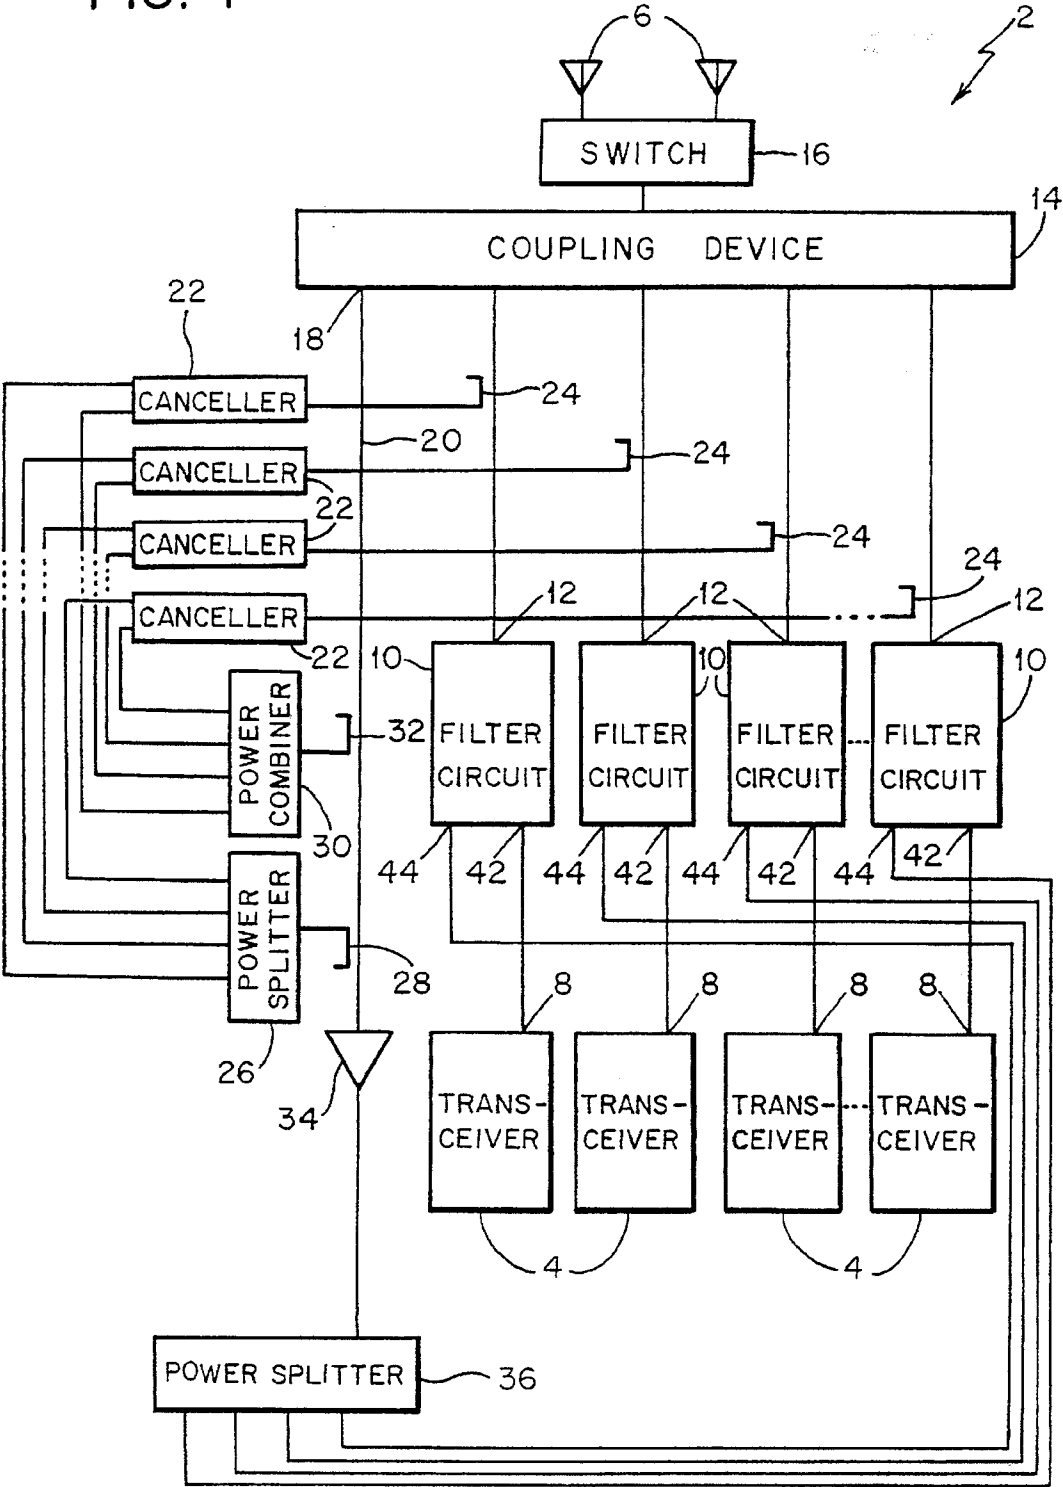 6
2
SWITCH
16
14
COUPLING DEVICE
22
18
CANCELLER
24
20
CANCELLER
24
22
CANCELLER
24
24
12
12
12
CANCELLER
22
10
10
10
POWER COMBINER
32
FILTER CIRCUIT
FILTER CIRCUIT
FILTER CIRCUIT
FILTER CIRCUIT
30
44
42
44
42
44
42
44
42
POWER SPLITTER
28
8
8
8
8
26
34
TRANS-
CEIVER
TRANS-
CEIVER
TRANS-
CEIVER
TRANS-
CEIVER
4
4
POWER SPLITTER
36